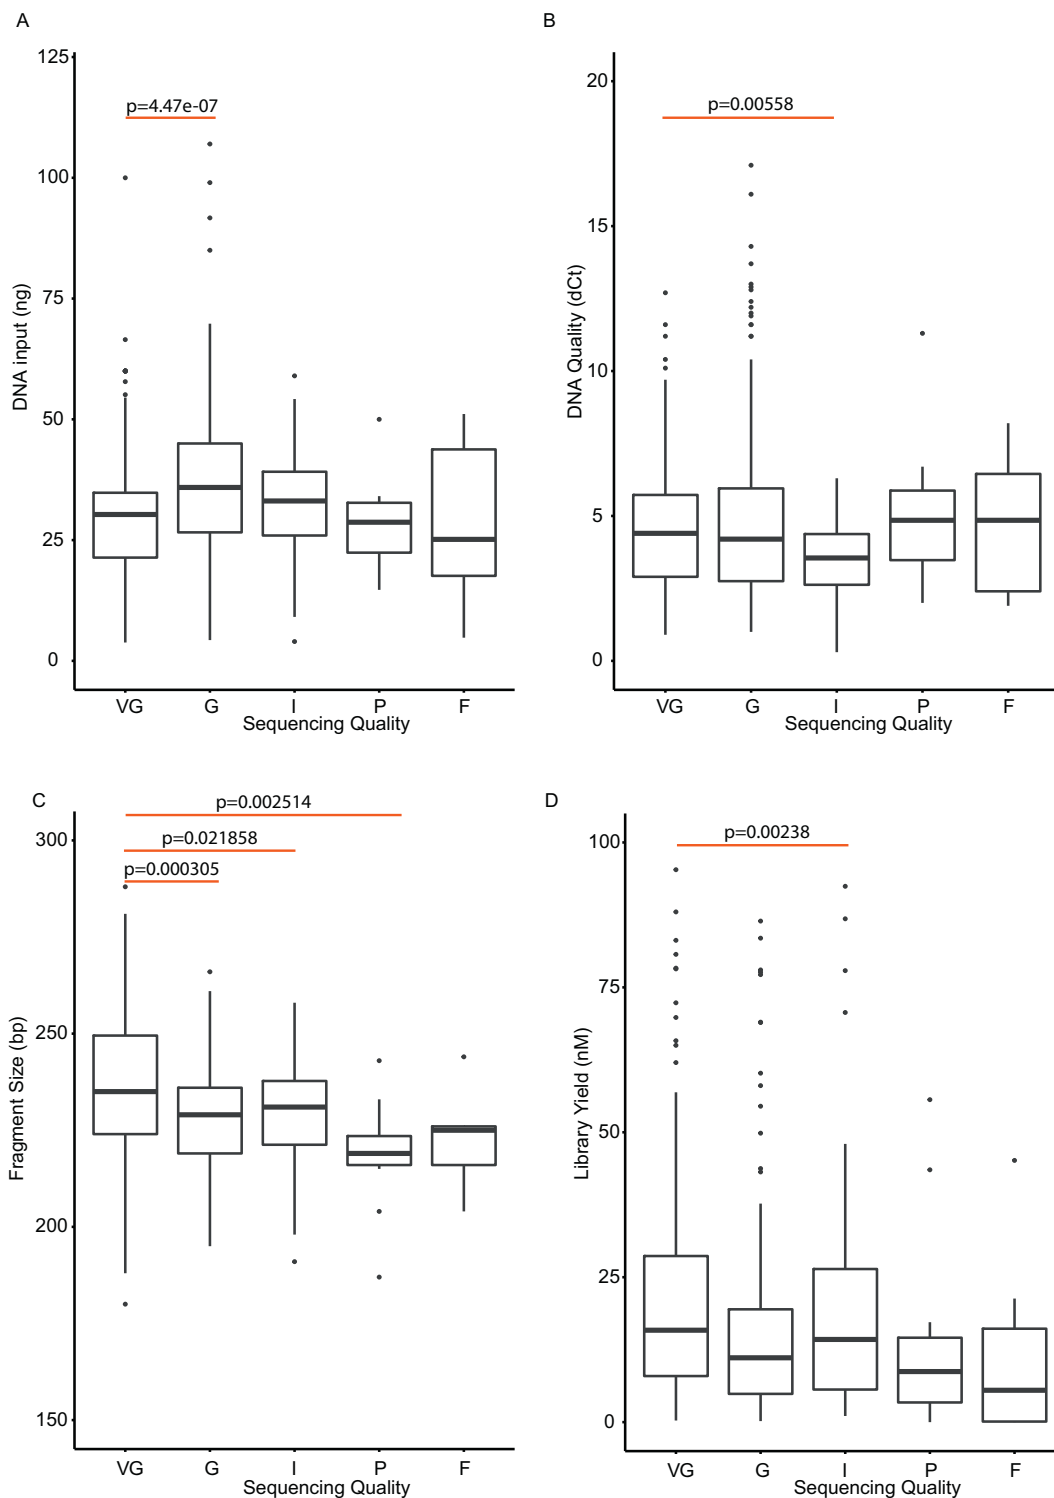 A
125
100
75
50
25
0
DNA input (ng)
p=4.47e-07
VG G I P F
Sequencing Quality
B
20
15
10
5
0
DNA Quality (dCt)
p=0.00558
VG G I P F
Sequencing Quality
C
300
250
200
150
Fragment Size (bp)
p=0.002514
p=0.021858
p=0.000305
VG G I P F
Sequencing Quality
D
100
75
50
25
0
Library Yield (nM)
p=0.00238
VG G I P F
Sequencing Quality